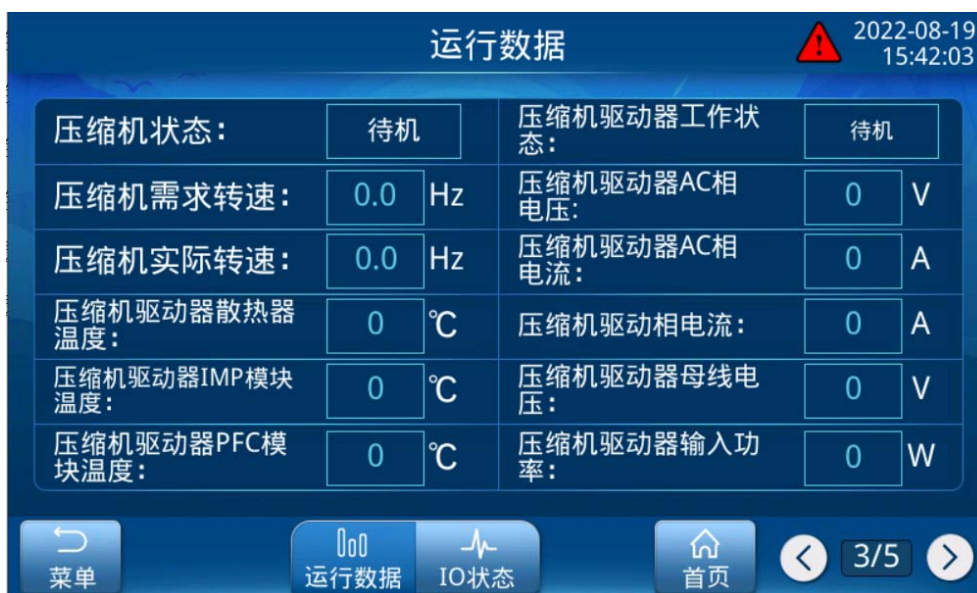 运行数据
2022-08-19
15:42:03
压缩机状态：
待机
压缩机驱动器工作状
态：
待机
压缩机需求转速：
0.0
Hz
压缩机驱动器AC相
电压:
0
V
压缩机实际转速：
0.0
Hz
压缩机驱动器AC相
电流：
0
A
压缩机驱动器散热器
温度：
0
℃
压缩机驱动相电流：
0
A
压缩机驱动器IMP模块
温度：
0
℃
压缩机驱动器母线电
压：
0
V
压缩机驱动器PFC模
块温度：
0
℃
压缩机驱动器输入功
率：
0
W
菜单
运行数据
IO状态
首页
3/5